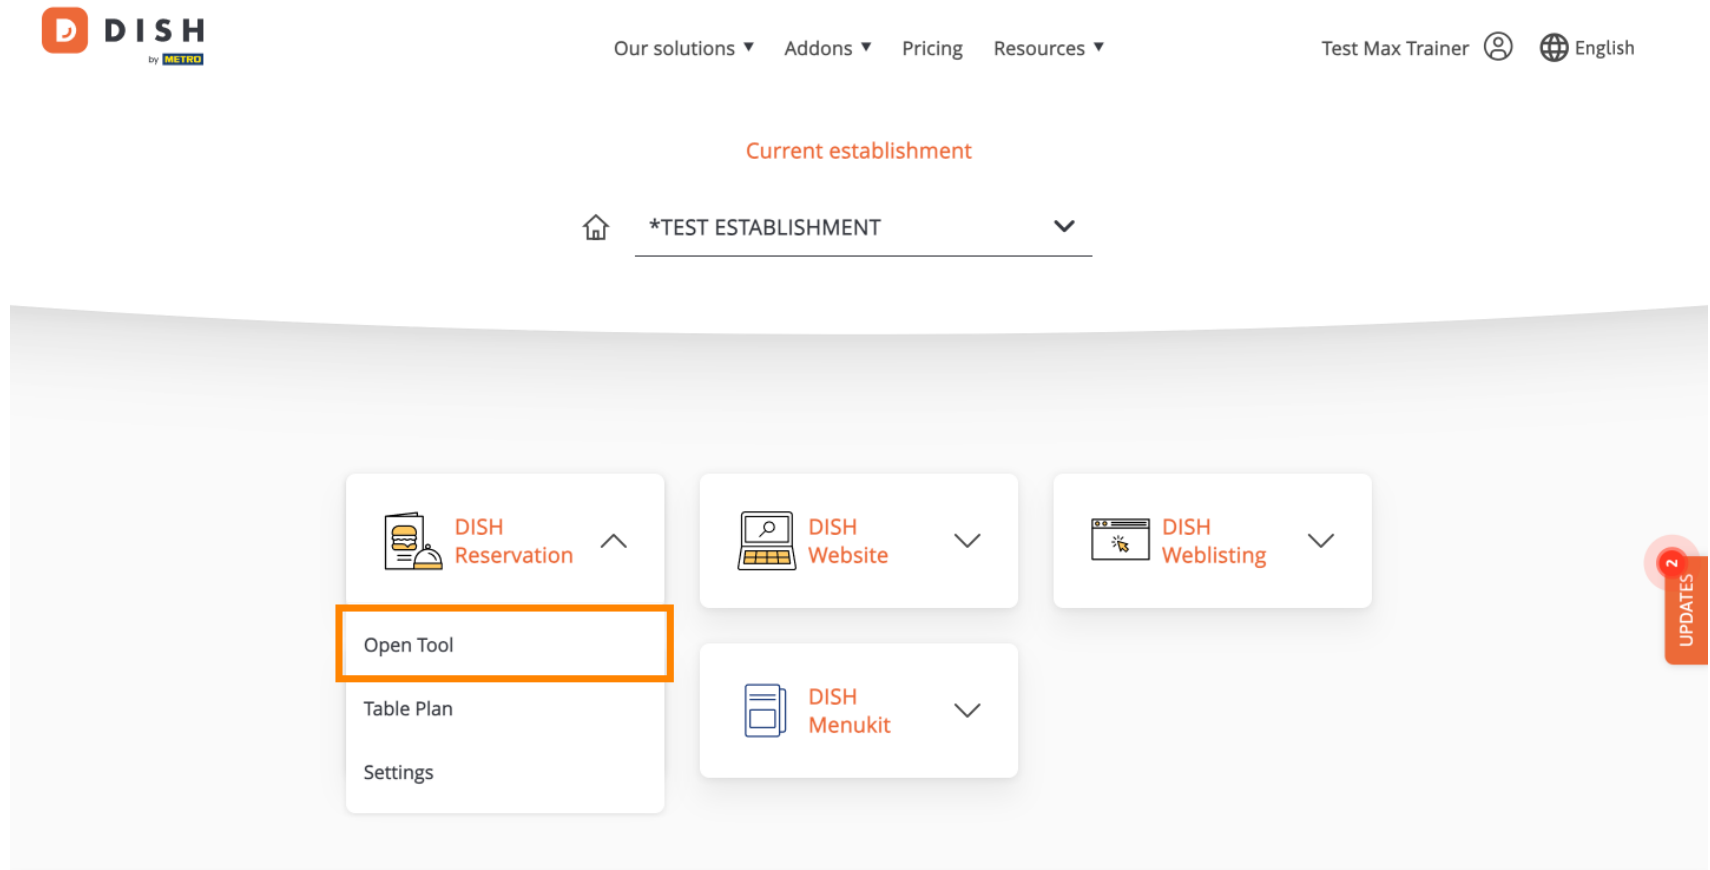 DISH
by METRO
Our solutions ▼ Addons ▼ Pricing Resources ▼ Test Max Trainer English
Current establishment
*TEST ESTABLISHMENT
DISH
Reservation
DISH
Website
DISH
Weblisting
Open Tool
Table Plan
Settings
DISH
Menukit
2
UPDATES